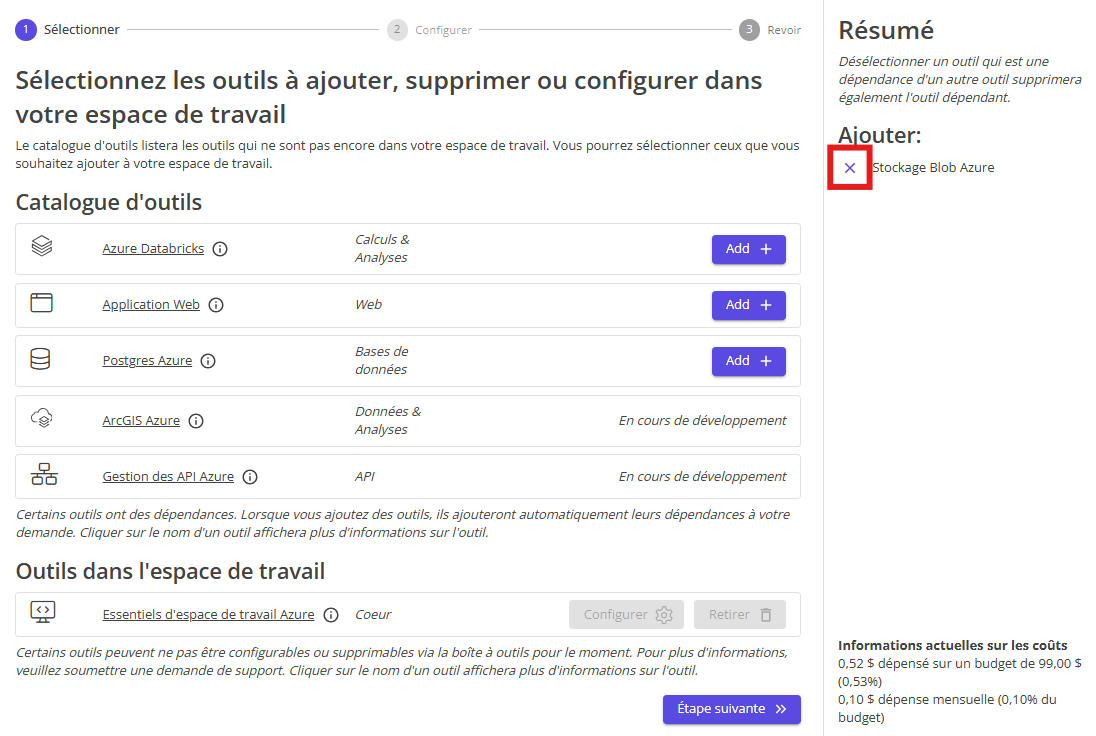 1 Sélectionner 2 Configurer 3 Revoir
Sélectionnez les outils à ajouter, supprimer ou configurer dans
votre espace de travail
Le catalogue d'outils listera les outils qui ne sont pas encore dans votre espace de travail. Vous pourrez sélectionner ceux que vous
souhaitez ajouter à votre espace de travail.
Catalogue d'outils
Azure Databricks Calculs &
Analyses Add
Application Web Web Add
Postgres Azure Bases de
données Add
ArcGIS Azure Données &
Analyses En cours de développement
Gestion des API Azure API En cours de développement
Certains outils ont des dépendances. Lorsque vous ajoutez des outils, ils ajouteront automatiquement leurs dépendances à votre
demande. Cliquer sur le nom d'un outil affichera plus d'informations sur l'outil.
Outils dans l'espace de travail
Essentiels d'espace de travail Azure Coeur Configurer Retirer
Certains outils peuvent ne pas être configurables ou supprimables via la boîte à outils pour le moment. Pour plus d'informations,
veuillez soumettre une demande de support. Cliquer sur le nom d'un outil affichera plus d'informations sur l'outil.
Étape suivante
Résumé
Désélectionner un outil qui est une
dépendance d'un autre outil supprimera
également l'outil dépendant.
Ajouter:
Stockage Blob Azure
Informations actuelles sur les coûts
0,52 $ dépensé sur un budget de 99,00 $
(0,53%)
0,10 $ dépense mensuelle (0,10% du
budget)